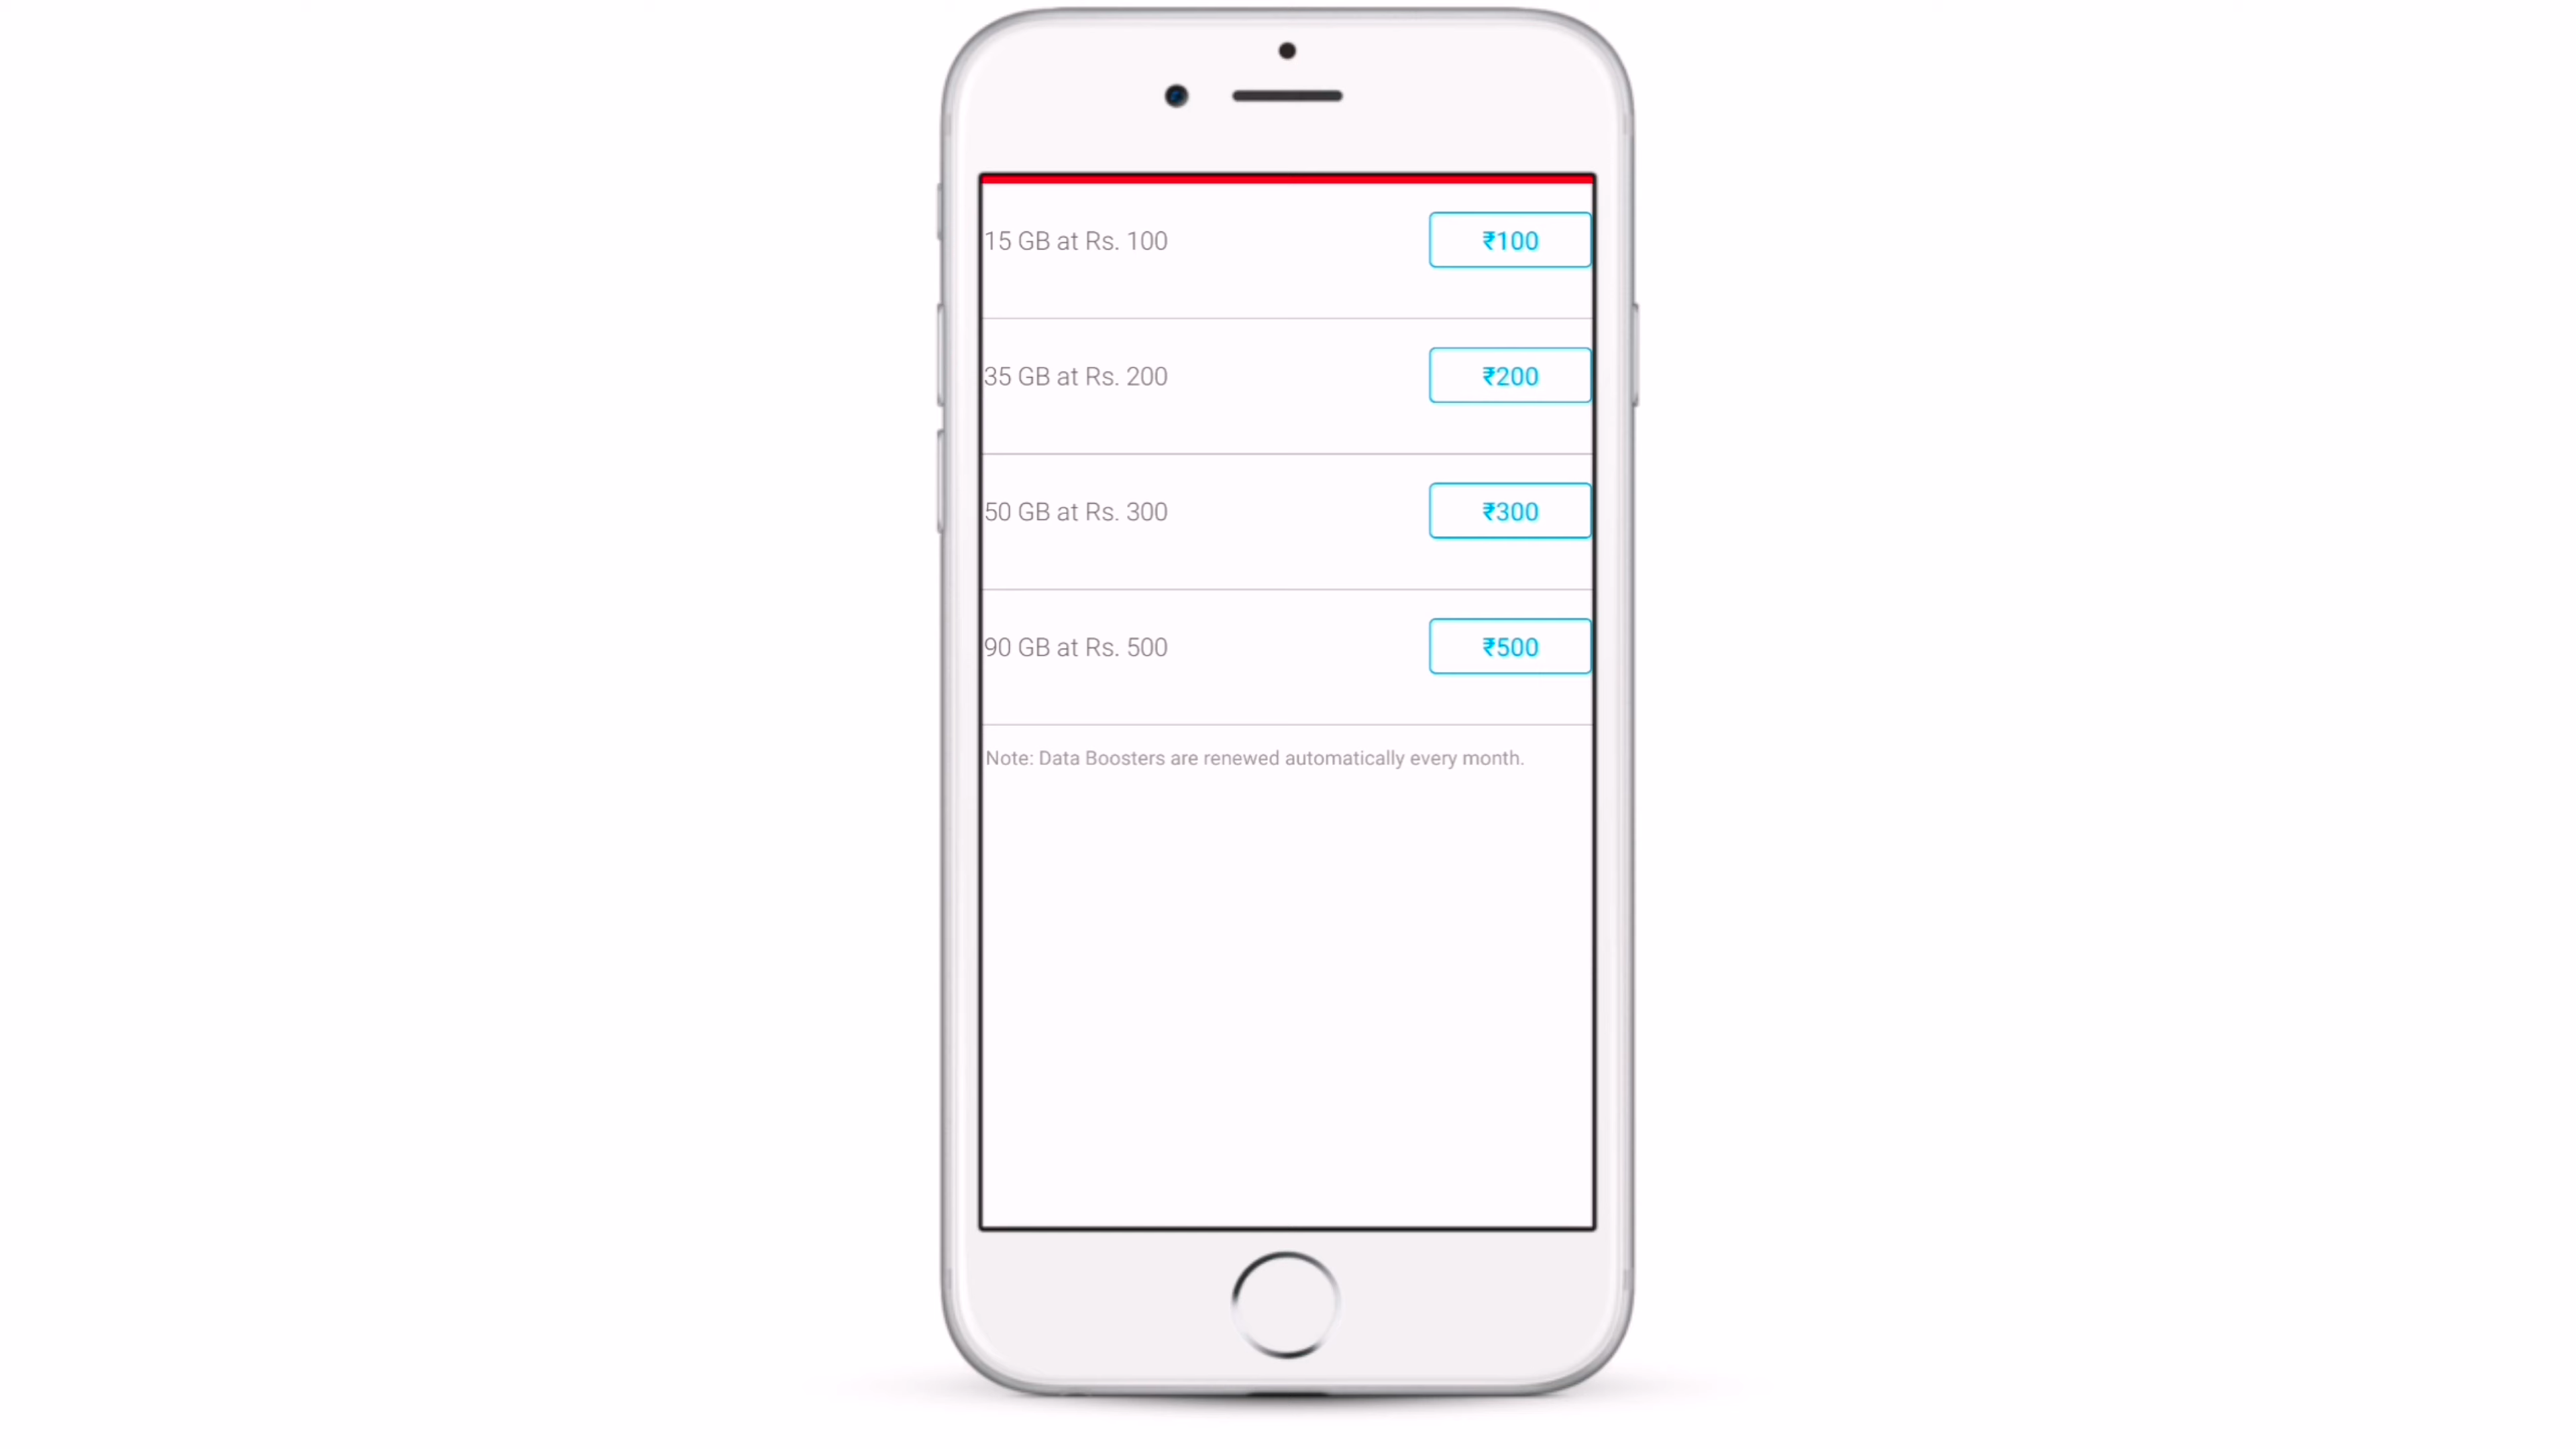 15 GB at Rs. 100 ₹100
35 GB at Rs. 200 ₹200
50 GB at Rs. 300 ₹300
90 GB at Rs. 500 ₹500
Note: Data Boosters are renewed automatically every month.